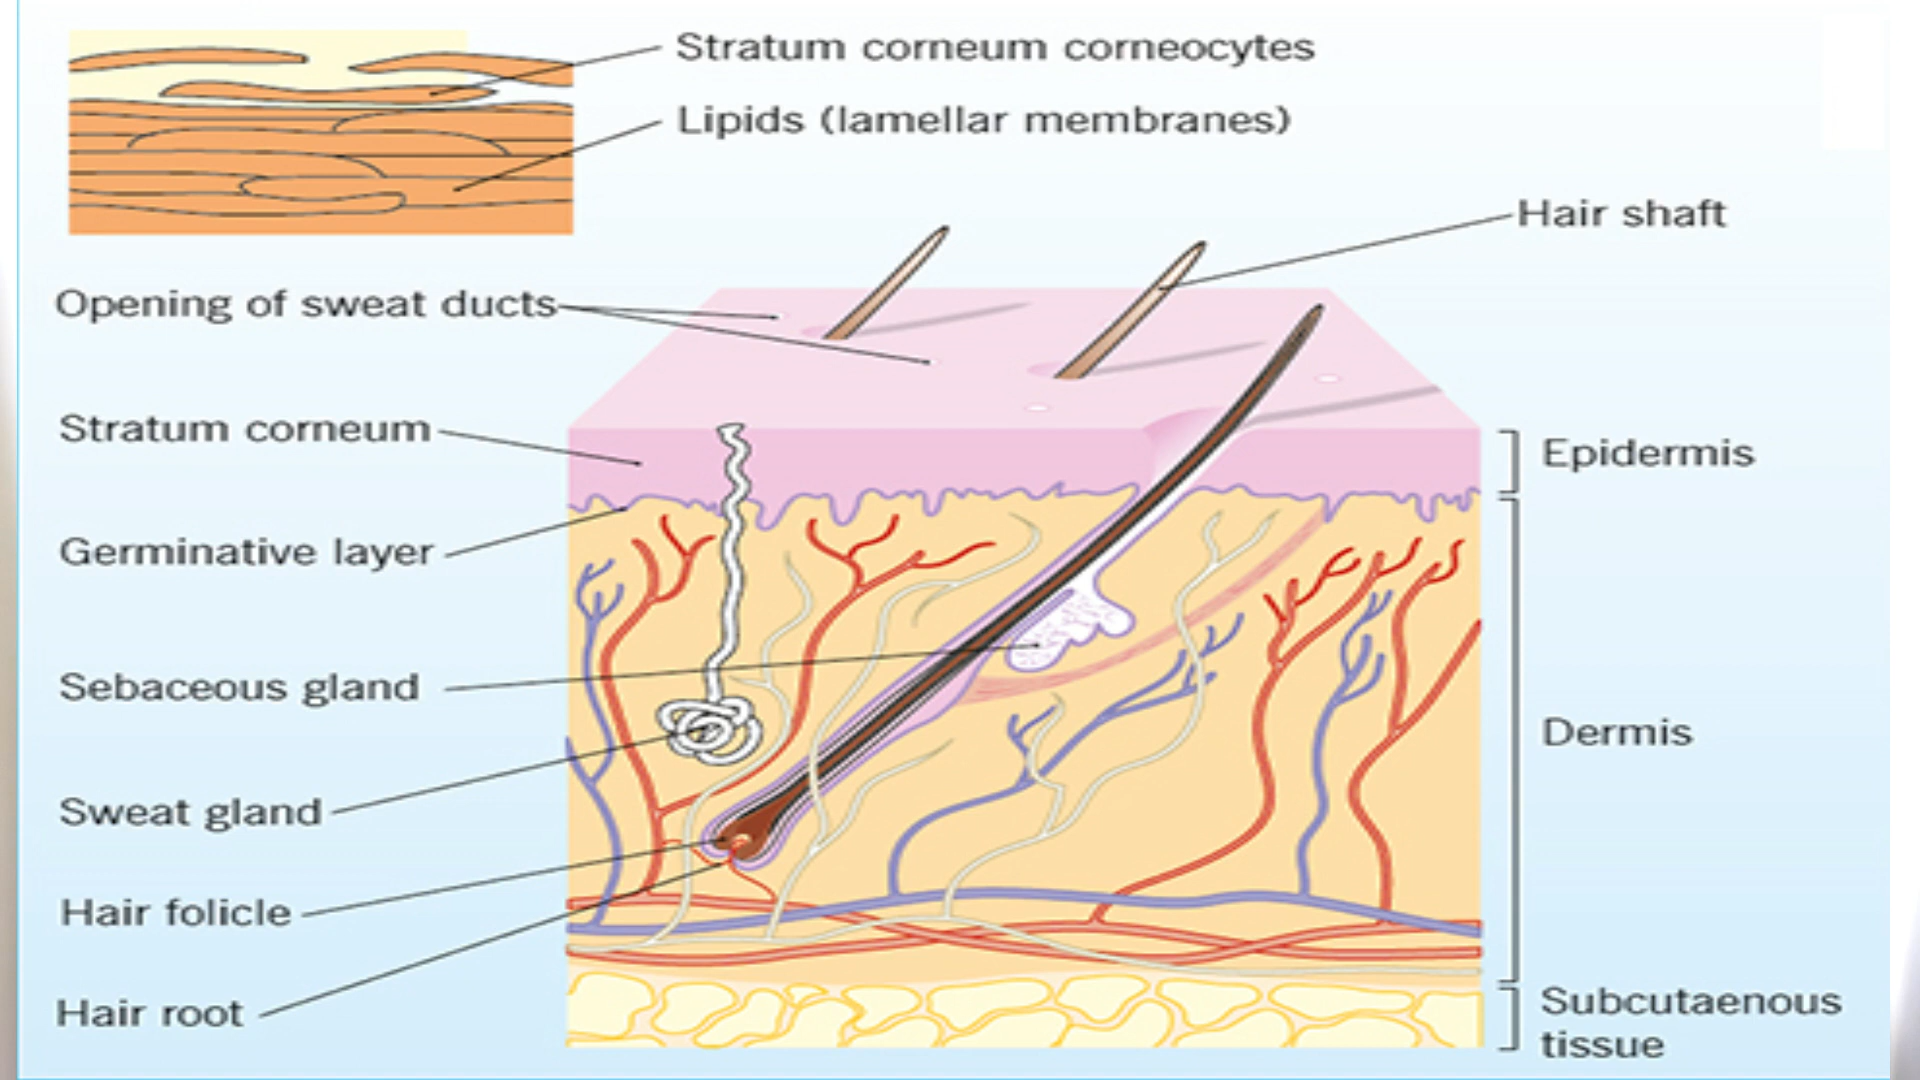 Stratum corneum corneocytes
Lipids (lamellar membranes)
Hair shaft
Opening of sweat ducts
Stratum corneum
Epidermis
Germinative layer
Sebaceous gland
Dermis
Sweat gland
Hair folicle
Hair root
Subcutaenous
tissue